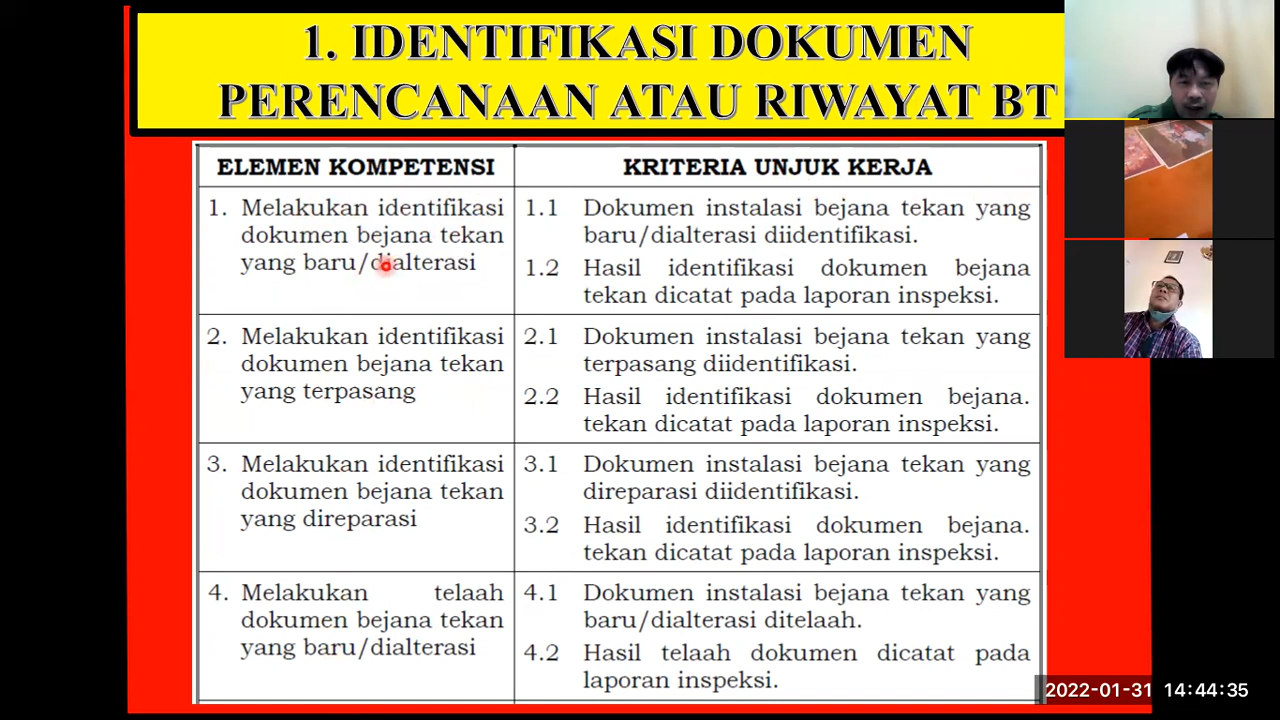 1. IDENTIFIKASI DOKUMEN
PERENCANAAN ATAU RIWAYAT BT
ELEMEN KOMPETENSI
KRITERIA UNJUK KERJA
1. Melakukan identifikasi
dokumen bejana tekan
yang baru/dialterasi
1.1 Dokumen instalasi bejana tekan yang
baru/dialterasi diidentifikasi.
1.2 Hasil identifikasi dokumen bejana
tekan dicatat pada laporan inspeksi.
2. Melakukan identifikasi
dokumen bejana tekan
yang terpasang
2.1 Dokumen instalasi bejana tekan yang
terpasang diidentifikasi.
2.2 Hasil identifikasi dokumen bejana.
tekan dicatat pada laporan inspeksi.
3. Melakukan identifikasi
dokumen bejana tekan
yang direparasi
3.1 Dokumen instalasi bejana tekan yang
direparasi diidentifikasi.
3.2 Hasil identifikasi dokumen bejana.
tekan dicatat pada laporan inspeksi.
4. Melakukan telaah
dokumen bejana tekan
yang baru/dialterasi
4.1 Dokumen instalasi bejana tekan yang
baru/dialterasi ditelaah.
4.2 Hasil telaah dokumen dicatat pada
laporan inspeksi.
2022-01-31 14:44:35